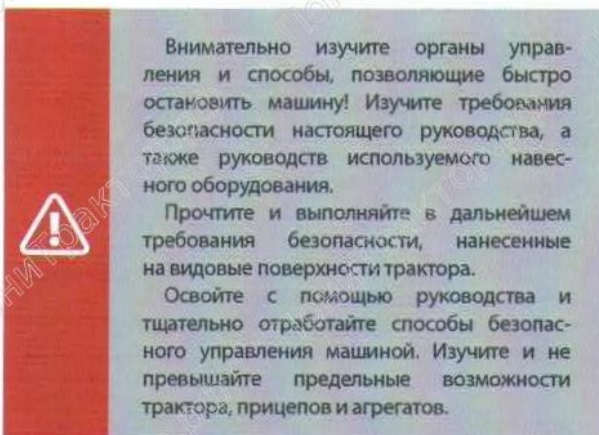 Внимательно изучите органы управ-
ления и способы, позволяющие быстро
остановить машину! Изучите требования
безопасности настоящего руководства, а
также руководств используемого навес-
ного оборудования.
Прочтите и выполняйте в дальнейшем
требования безопасности, нанесенные
на видовые поверхности трактора.
Освойте с помощью руководства и
тщательно отработайте способы безопас-
ного управления машиной. Изучите и не
превышайте предельные возможности
трактора, прицепов и агрегатов.